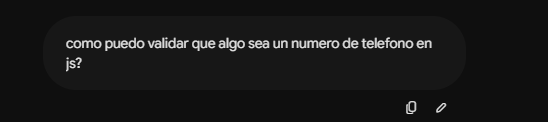 como puedo validar que algo sea un numero de telefono en
js?